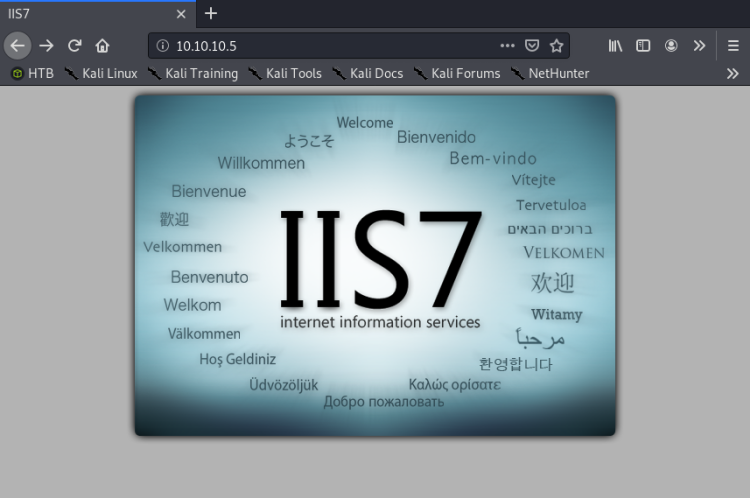 IIS7
10.10.10.5
HTB Kali Linux Kali Training Kali Tools Kali Docs Kali Forums NetHunter
Welcome
ようこそ
Bienvenido
Willkommen
Bem-vindo
Bienvenue
Vítejte
歡迎
Tervetuloa
ברוכים הבאים
Velkommen
VELKOMEN
IIS7
internet information services
Benvenuto
欢迎
Welkom
Witamy
Välkommen
مرحباً
Hoş Geldiniz
환영합니다
Üdvözöljük
Καλώς ορίσατε
Добро пожаловать